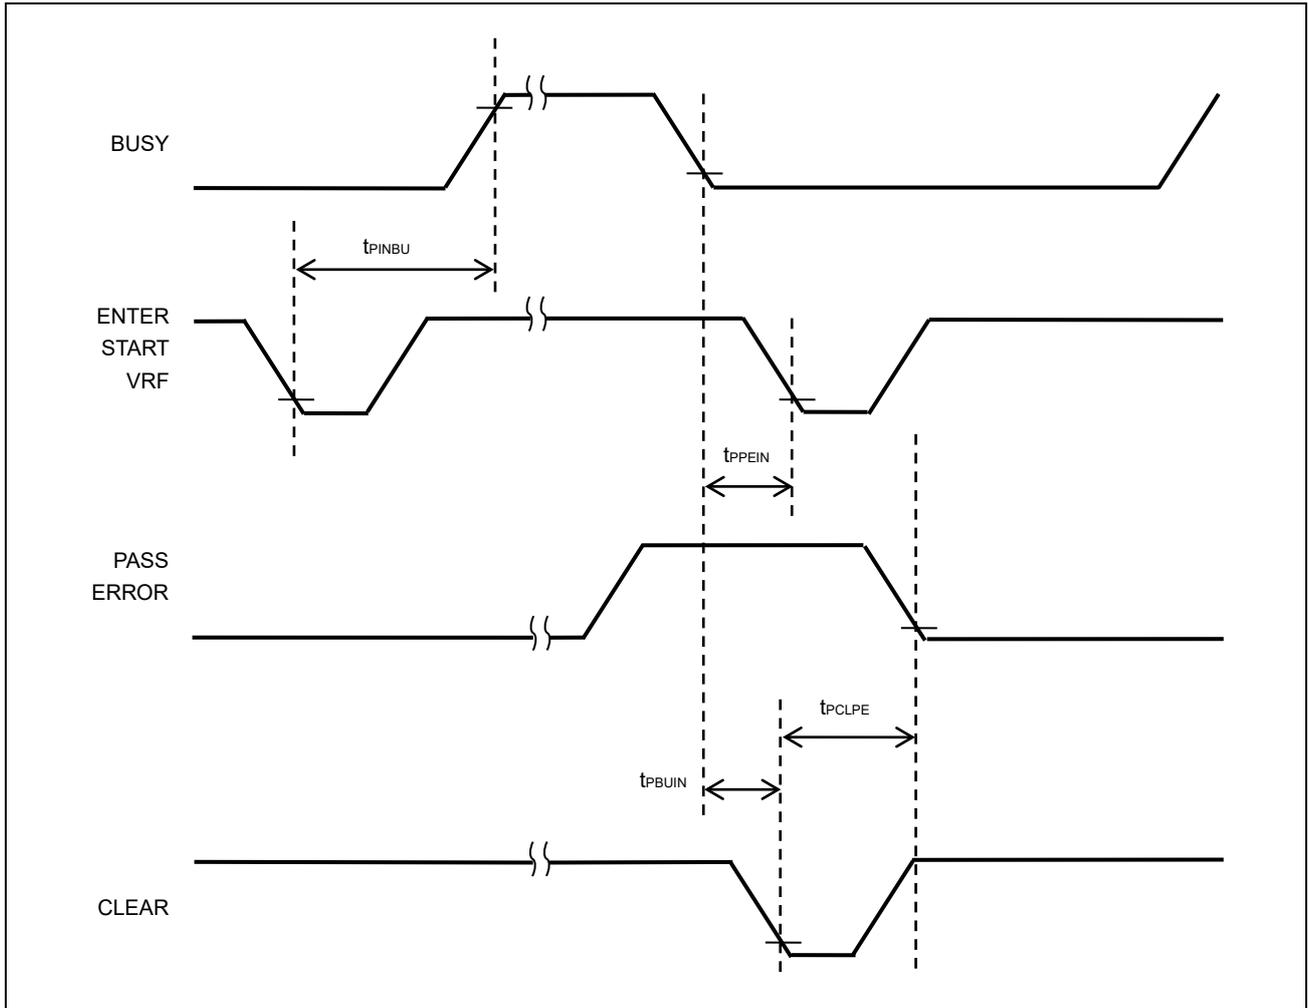 BUSY
tPINBU
ENTER
START
VRF
tPPEIN
PASS
ERROR
tPCLPE
tPBUIN
CLEAR